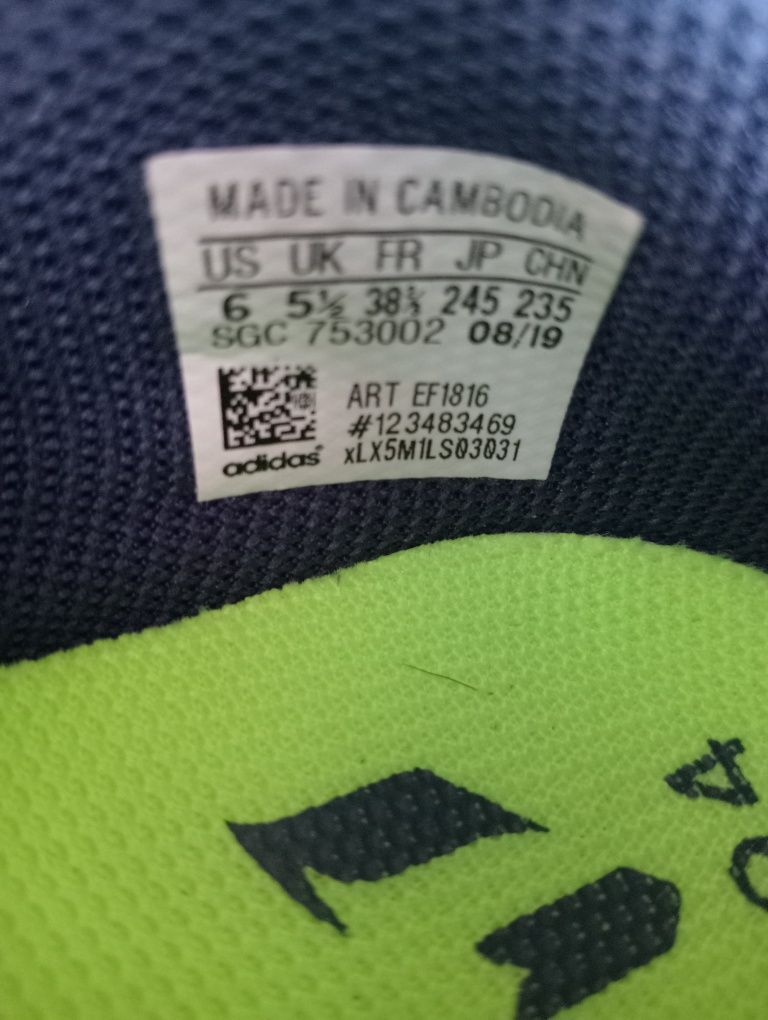 MADE IN CAMBODIA
US UK FR JP CHN
6 5½ 38⅔ 245 235
SGC 753002 08/19
ART EF1816
#123483469
adidas xLX5M1LS03031